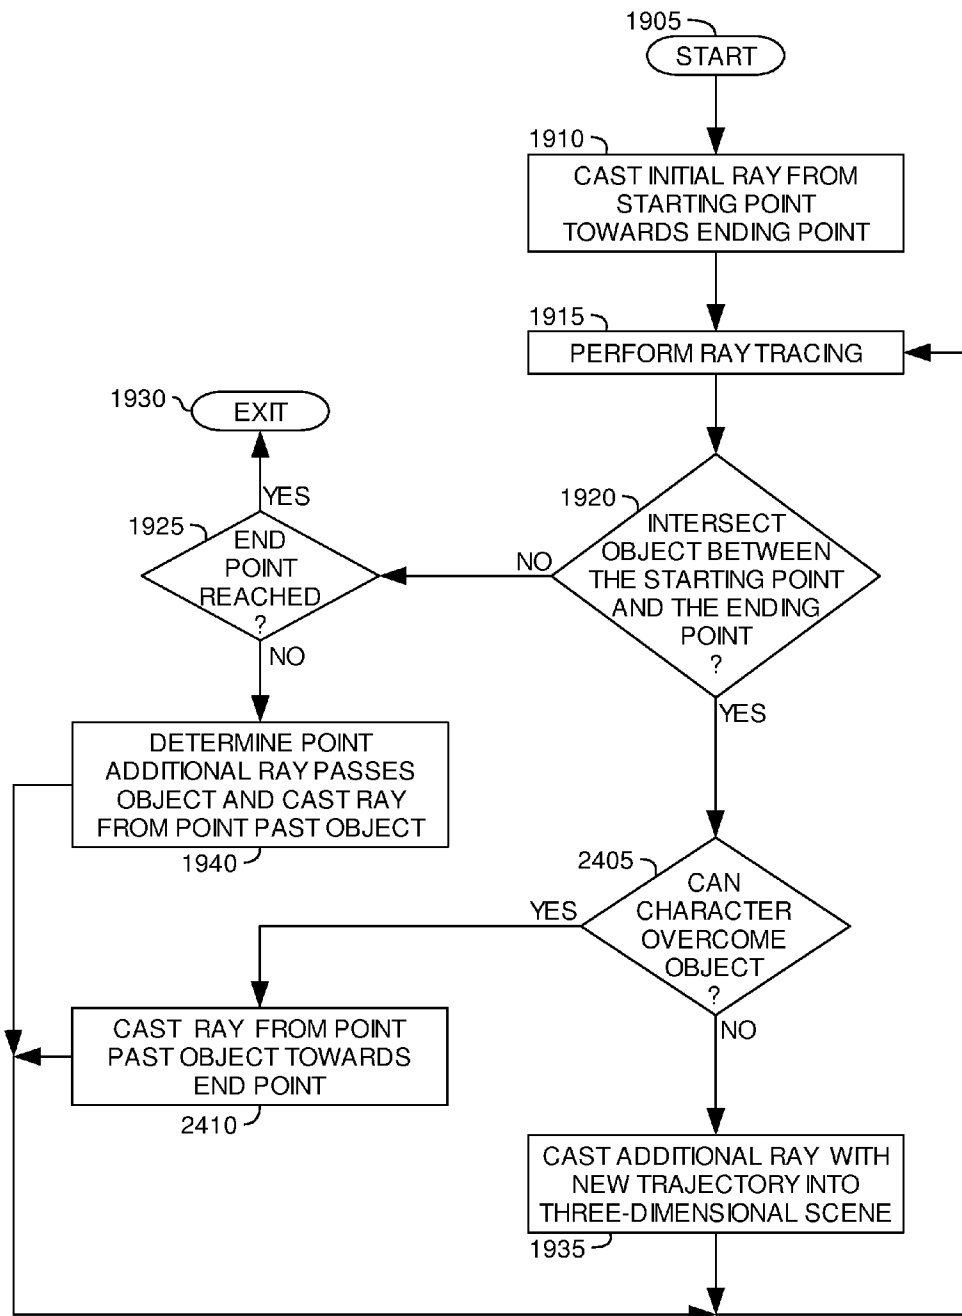 1905
START
1910
CAST INITIAL RAY FROM
STARTING POINT
TOWARDS ENDING POINT
1915
PERFORM RAY TRACING
1930
EXIT
YES
1925
END
POINT
REACHED
?
NO
1920
INTERSECT
OBJECT BETWEEN
THE STARTING POINT
AND THE ENDING
POINT
?
NO
YES
DETERMINE POINT
ADDITIONAL RAY PASSES
OBJECT AND CAST RAY
FROM POINT PAST OBJECT
1940
2405
CAN
CHARACTER
OVERCOME
OBJECT
?
YES
NO
CAST RAY FROM POINT
PAST OBJECT TOWARDS
END POINT
2410
CAST ADDITIONAL RAY WITH
NEW TRAJECTORY INTO
THREE-DIMENSIONAL SCENE
1935